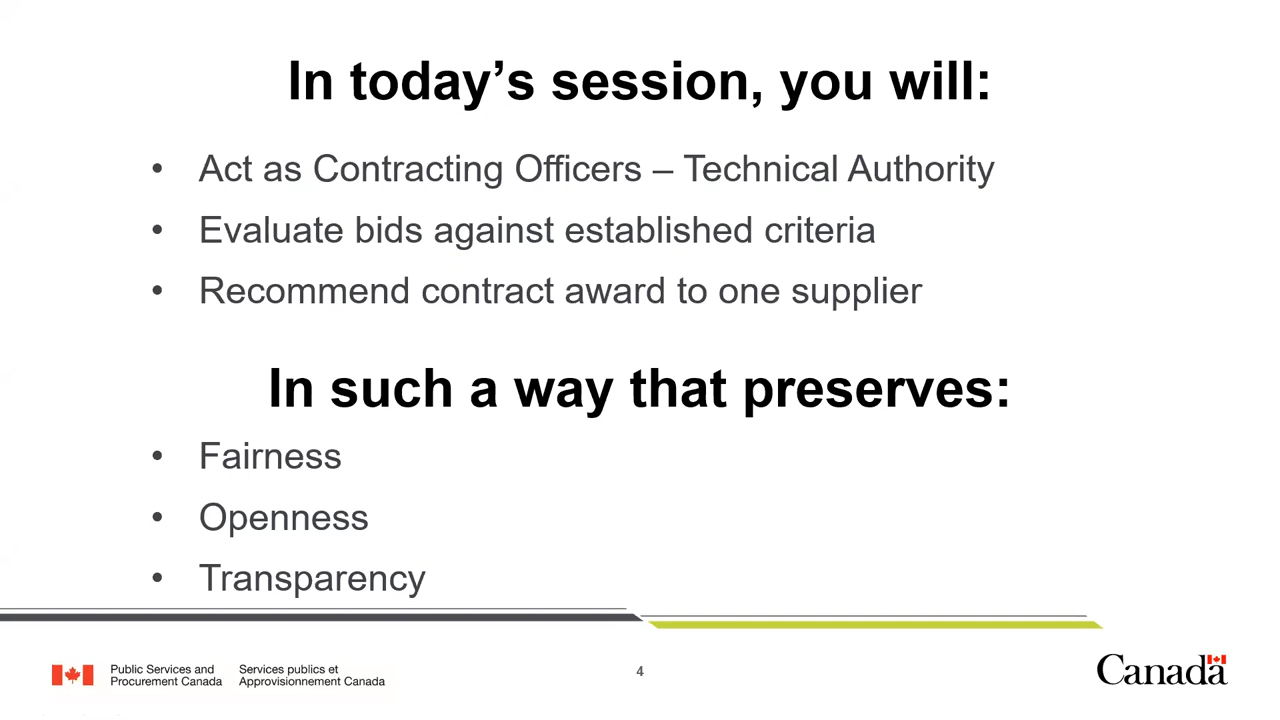 In today’s session, you will:
• Act as Contracting Officers – Technical Authority
• Evaluate bids against established criteria
• Recommend contract award to one supplier
In such a way that preserves:
• Fairness
• Openness
• Transparency
Public Services and
Procurement Canada
Services publics et
Approvisionnement Canada
4
Canada